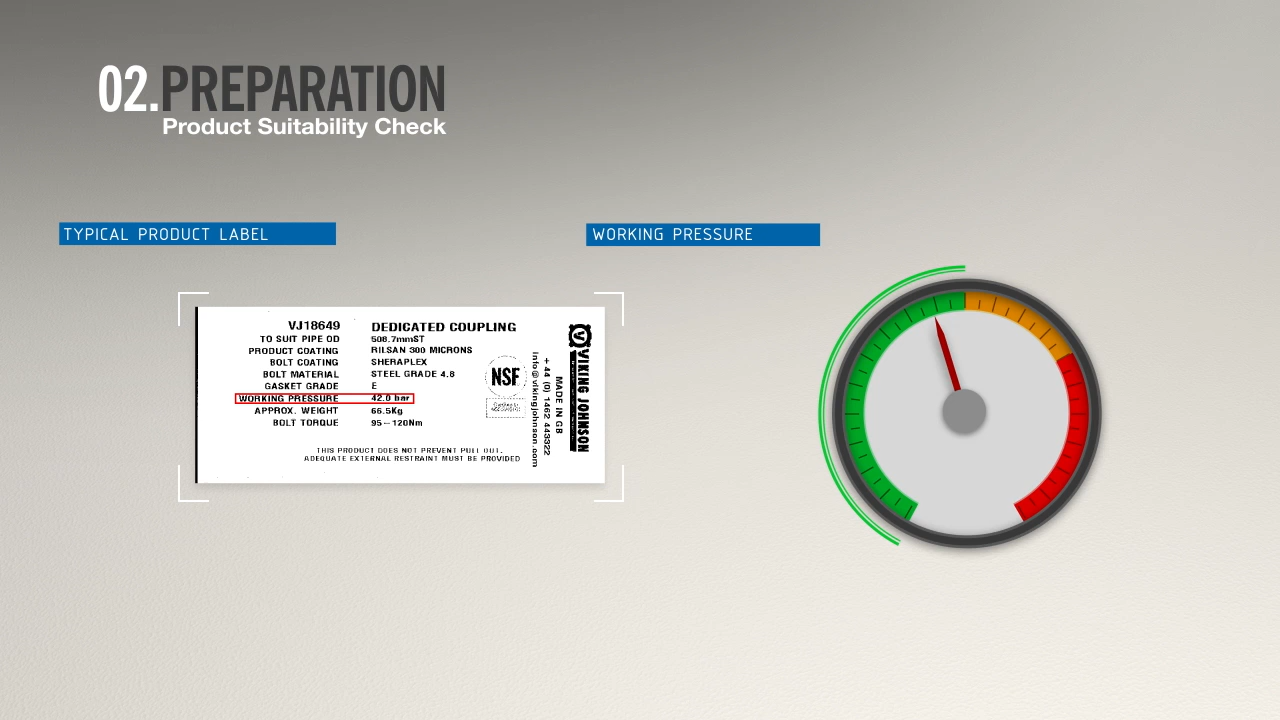 02.PREPARATION
Product Suitability Check
TYPICAL PRODUCT LABEL
WORKING PRESSURE
VJ18649 DEDICATED COUPLING
TO SUIT PIPE OD 508.7mmST
PRODUCT COATING RILSAN 300 MICRONS
BOLT COATING SHERAPLEX
BOLT MATERIAL STEEL GRADE 4.8
GASKET GRADE E
WORKING PRESSURE 42.0 bar
APPROX. WEIGHT 66.5Kg
BOLT TORQUE 95-120Nm
THIS PRODUCT DOES NOT PREVENT PULL OUT.
ADEQUATE EXTERNAL RESTRAINT MUST BE PROVIDED
NSF
VIKING JOHNSON
MADE IN GB
+44 (0) 1462 443322
info@vikingjohnson.com